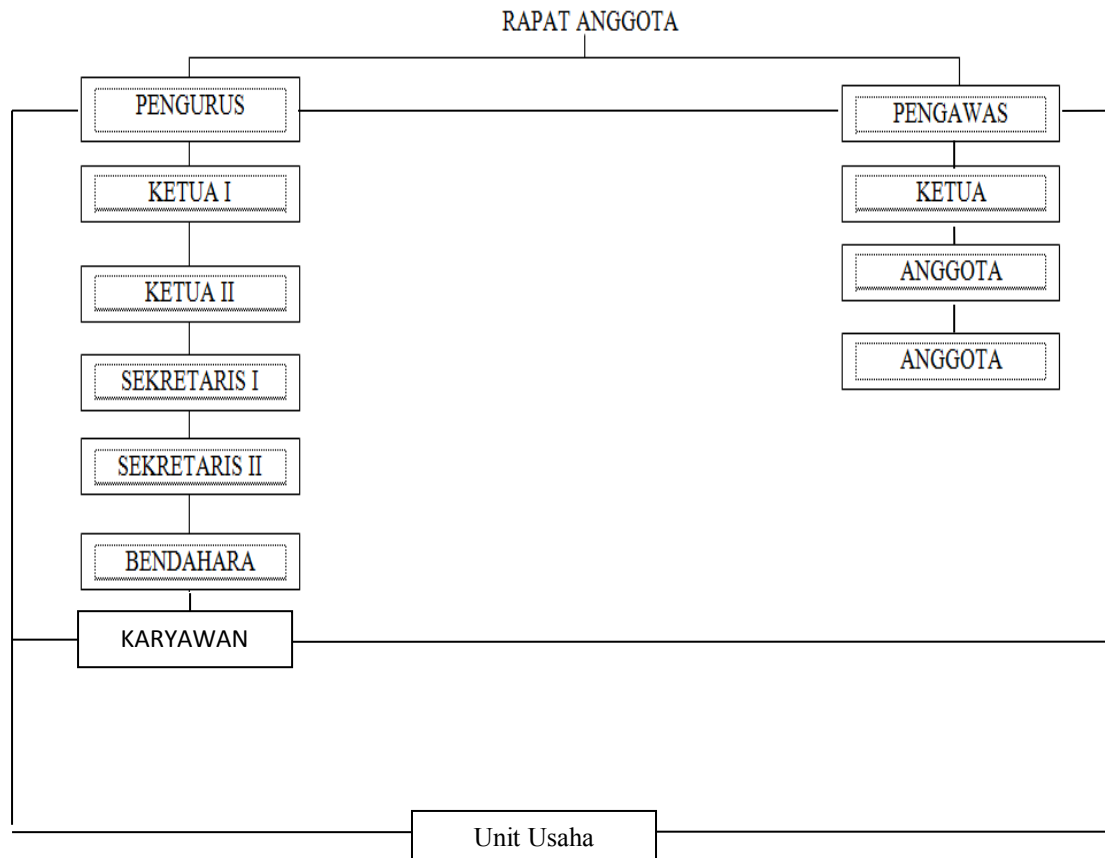 RAPAT ANGGOTA
PENGURUS
PENGAWAS
KETUA I
KETUA
KETUA II
ANGGOTA
SEKRETARIS I
ANGGOTA
SEKRETARIS II
BENDAHARA
KARYAWAN
Unit Usaha